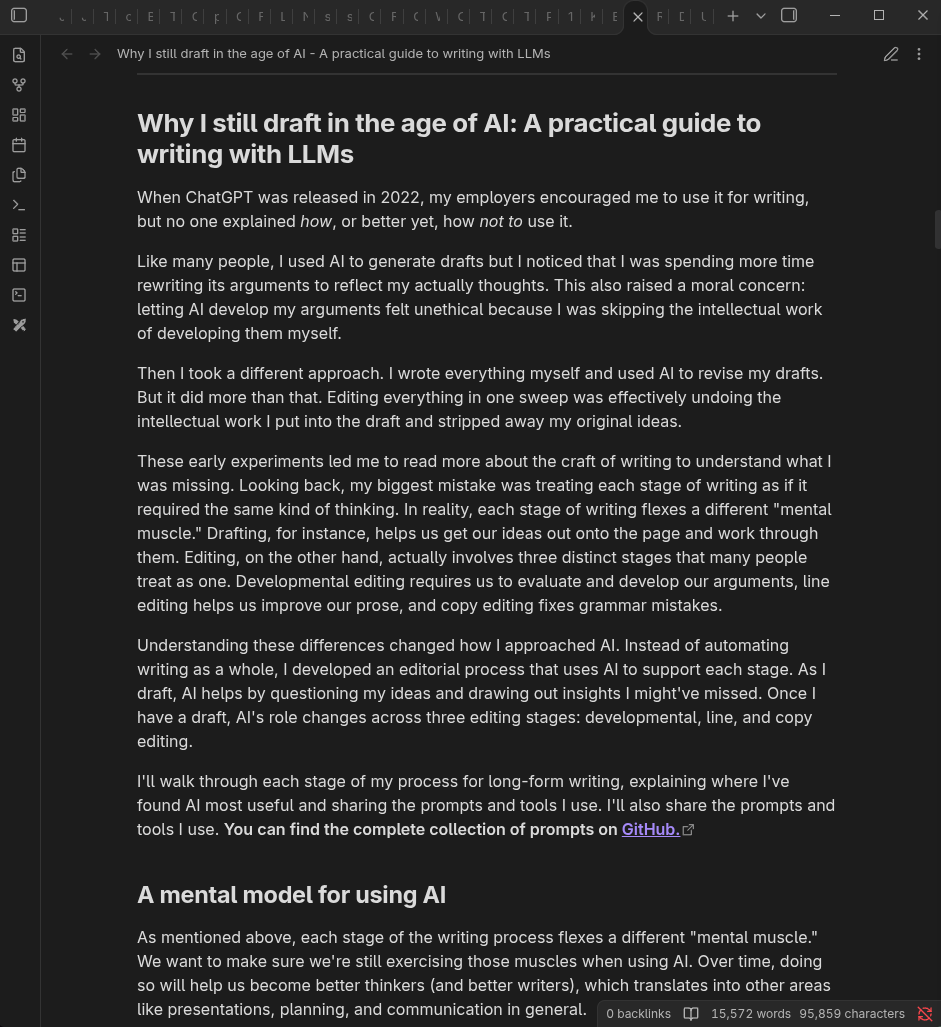 Why I still draft in the age of AI - A practical guide to writing with LLMs
Why I still draft in the age of AI: A practical guide to
writing with LLMs
When ChatGPT was released in 2022, my employers encouraged me to use it for writing,
but no one explained how, or better yet, how not to use it.
Like many people, I used AI to generate drafts but I noticed that I was spending more time
rewriting its arguments to reflect my actually thoughts. This also raised a moral concern:
letting AI develop my arguments felt unethical because I was skipping the intellectual work
of developing them myself.
Then I took a different approach. I wrote everything myself and used AI to revise my drafts.
But it did more than that. Editing everything in one sweep was effectively undoing the
intellectual work I put into the draft and stripped away my original ideas.
These early experiments led me to read more about the craft of writing to understand what I
was missing. Looking back, my biggest mistake was treating each stage of writing as if it
required the same kind of thinking. In reality, each stage of writing flexes a different "mental
muscle." Drafting, for instance, helps us get our ideas out onto the page and work through
them. Editing, on the other hand, actually involves three distinct stages that many people
treat as one. Developmental editing requires us to evaluate and develop our arguments, line
editing helps us improve our prose, and copy editing fixes grammar mistakes.
Understanding these differences changed how I approached AI. Instead of automating
writing as a whole, I developed an editorial process that uses AI to support each stage. As I
draft, AI helps by questioning my ideas and drawing out insights I might've missed. Once I
have a draft, AI's role changes across three editing stages: developmental, line, and copy
editing.
I'll walk through each stage of my process for long-form writing, explaining where I've
found AI most useful and sharing the prompts and tools I use. I'll also share the prompts and
tools I use. You can find the complete collection of prompts on GitHub.
A mental model for using AI
As mentioned above, each stage of the writing process flexes a different "mental muscle."
We want to make sure we're still exercising those muscles when using AI. Over time, doing
so will help us become better thinkers (and better writers), which translates into other areas
like presentations, planning, and communication in general.
0 backlinks 15,572 words 95,859 characters